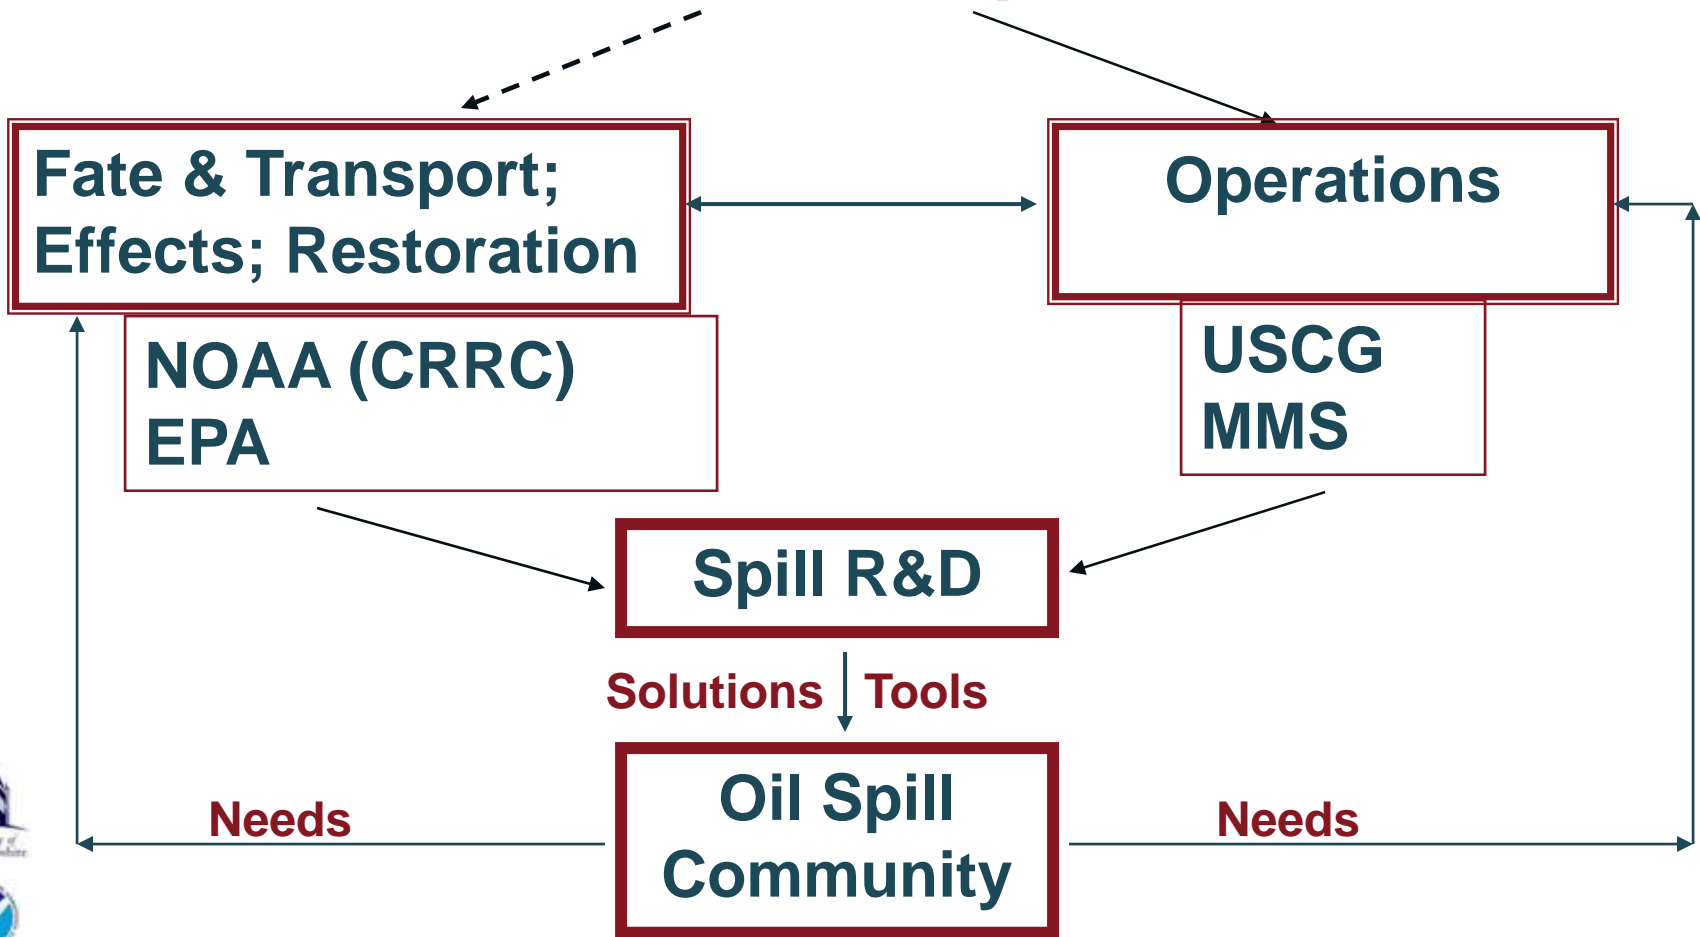 Fate & Transport;
Effects; Restoration
Operations
NOAA (CRRC)
EPA
USCG
MMS
Spill R&D
Solutions
Tools
Oil Spill
Community
Needs
Needs